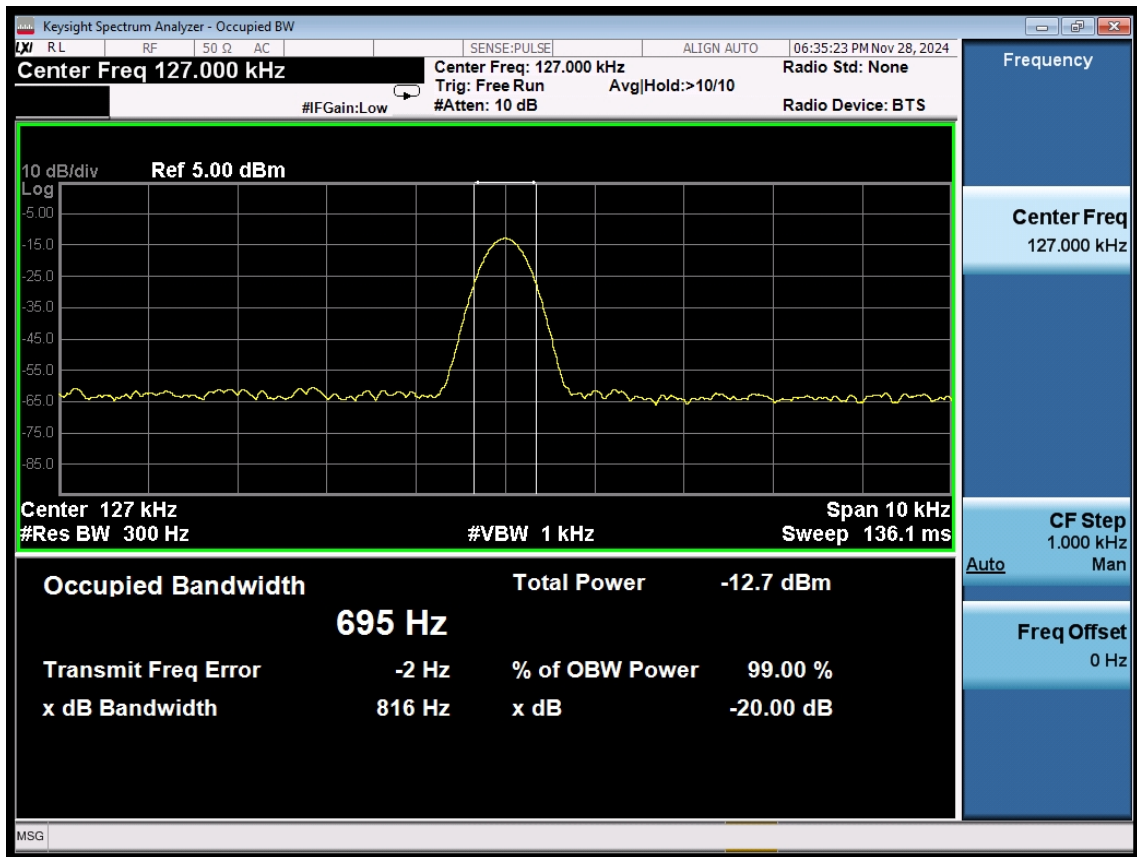 Keysight Spectrum Analyzer - Occupied BW
LXI RL RF 50 Ω AC SENSE:PULSE ALIGN AUTO 06:35:23 PM Nov 28, 2024
Center Freq 127.000 kHz
Center Freq: 127.000 kHz Radio Std: None
Trig: Free Run Avg|Hold:>10/10
#IFGain:Low #Atten: 10 dB Radio Device: BTS
10 dB/div Ref 5.00 dBm
Log
-5.00
-15.0
-25.0
-35.0
-45.0
-55.0
-65.0
-75.0
-85.0
Center 127 kHz Span 10 kHz
#Res BW 300 Hz #VBW 1 kHz Sweep 136.1 ms
Occupied Bandwidth Total Power -12.7 dBm
695 Hz
Transmit Freq Error -2 Hz % of OBW Power 99.00 %
x dB Bandwidth 816 Hz x dB -20.00 dB
MSG
Frequency
Center Freq
127.000 kHz
CF Step
1.000 kHz
Auto Man
Freq Offset
0 Hz